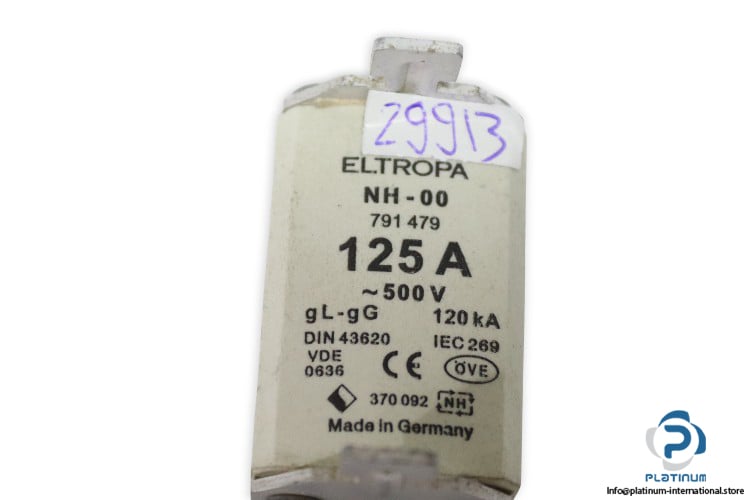 29913
ELTROPA
NH-00
791 479
125 A
~500 V
gL-gG 120 kA
DIN 43620 IEC 269
VDE
0636 CE ÖVE
370 092 NH
Made in Germany
PLATINUM
Info@platinum-international.store